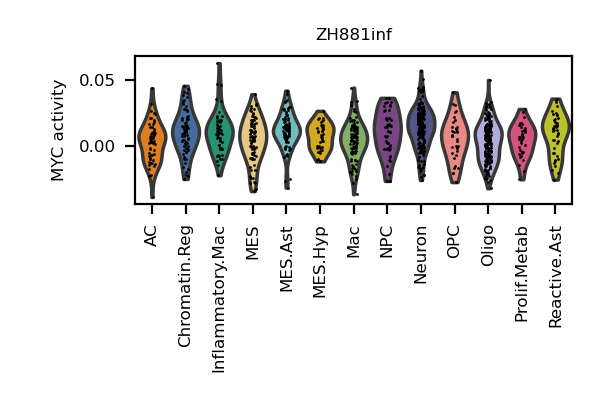 ZH881inf
MYC activity
0.05
0.00
AC
Chromatin.Reg
Inflammatory.Mac
MES
MES.Ast
MES.Hyp
Mac
NPC
Neuron
OPC
Oligo
Prolif.Metab
Reactive.Ast